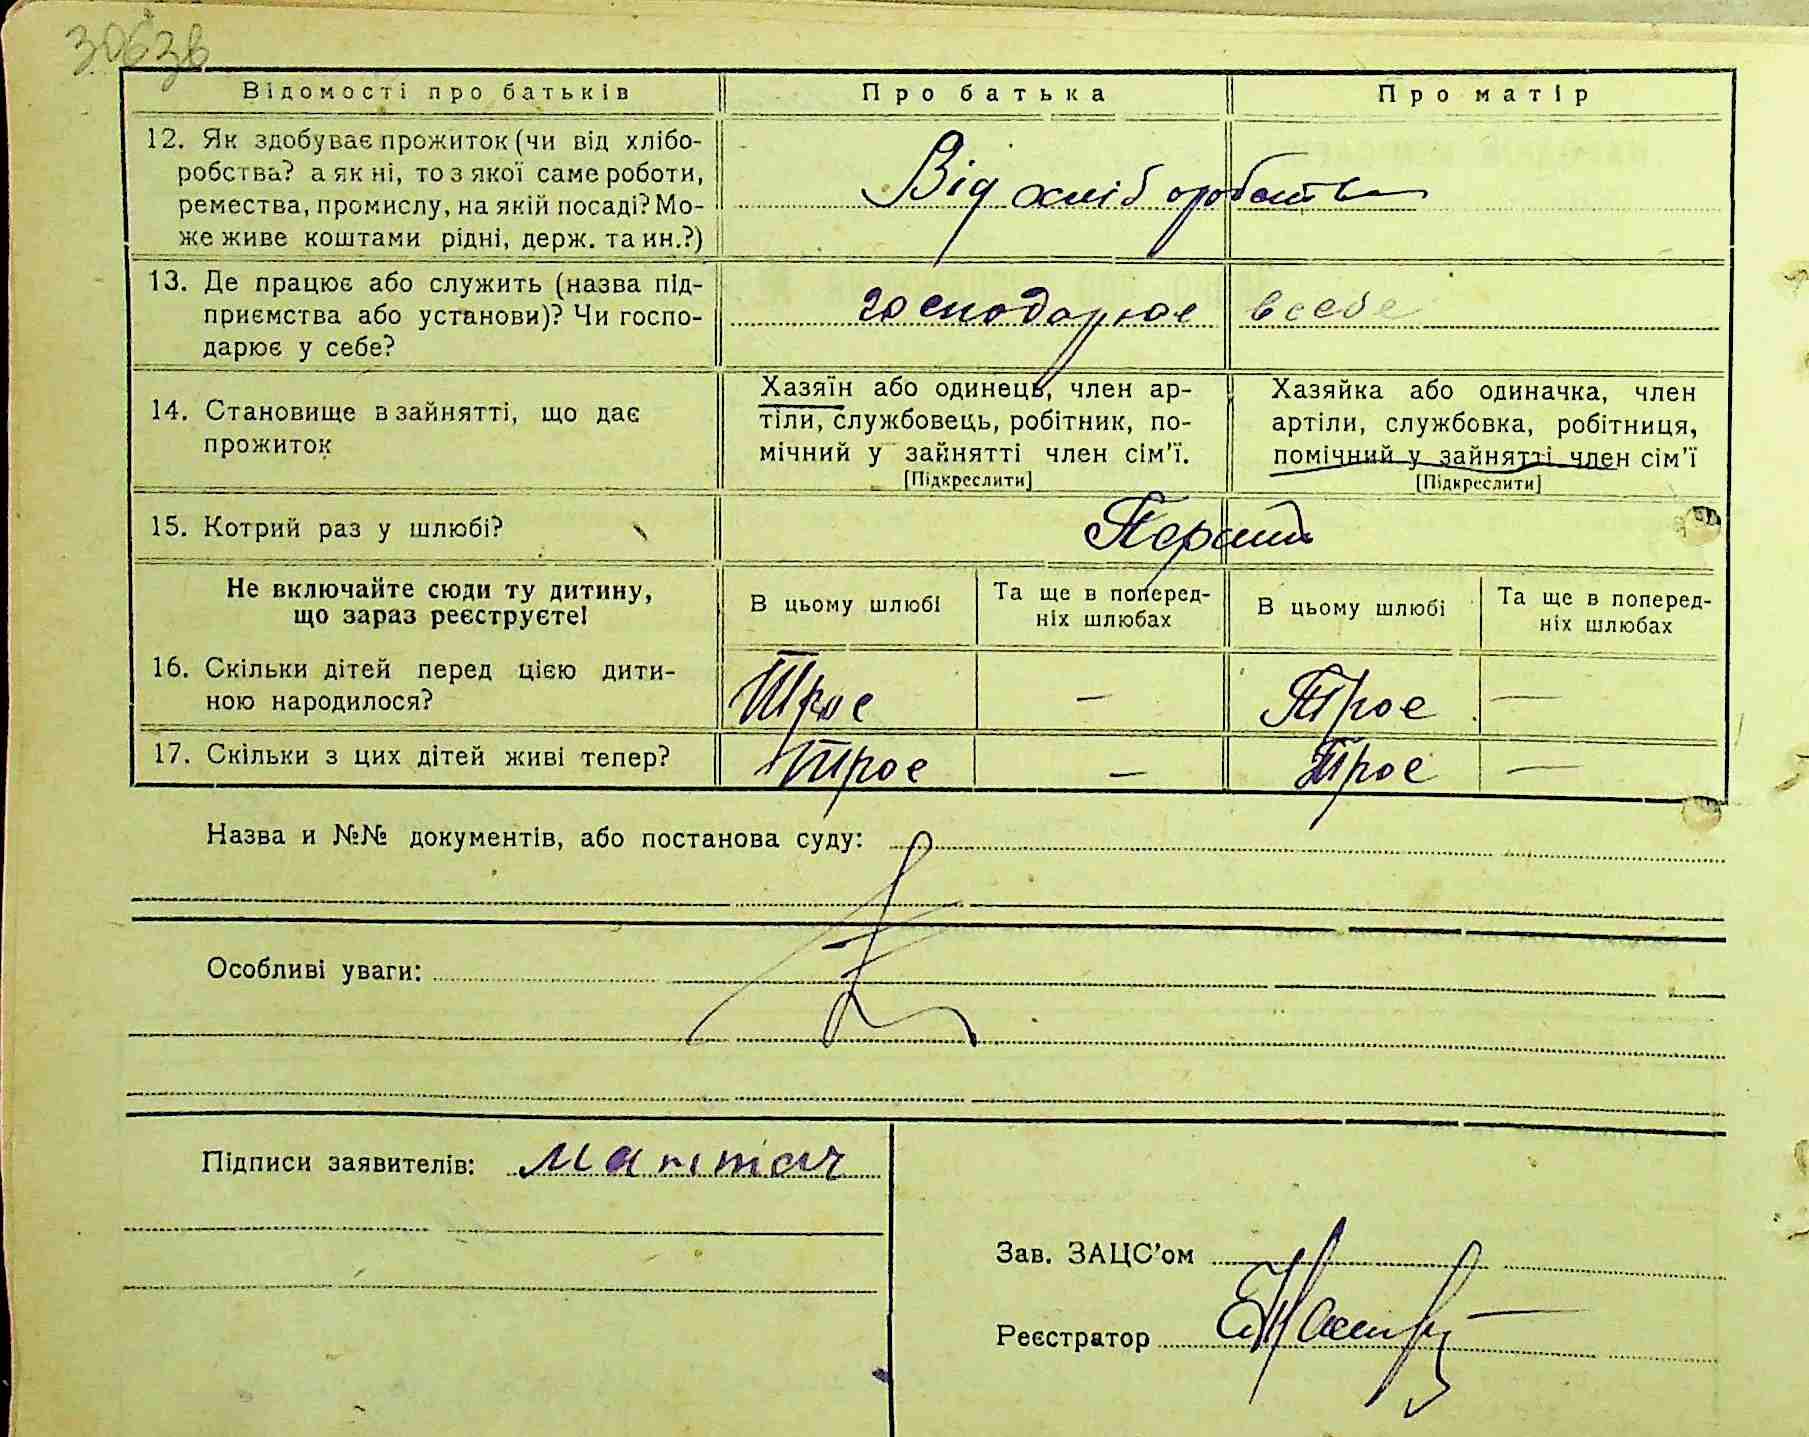 306зв
Відомості про батьків Про батька Про матір
12. Як здобуває прожиток (чи від хлібо-
робства? а як ні, то з якої саме роботи,
ремества, промислу, на якій посаді? Мо-
же живе коштами рідні, держ. та ин.?)
Від хліборобства
13. Де працює або служить (назва під-
приємства або установи)? Чи госпо-
дарює у себе?
господарює в себе
14. Становище в зайнятті, що дає
прожиток
Хазяїн або одинець, член ар-
тіли, службовець, робітник, по-
мічний у зайнятті член сім'ї.
[Підкреслити]
Хазяйка або одиначка, член
артіли, службовка, робітниця,
помічний у зайнятті член сім'ї
[Підкреслити]
15. Котрий раз у шлюбі?
Перший
Не включайте сюди ту дитину,
що зараз реєструєте!
В цьому шлюбі
Та ще в поперед-
ніх шлюбах
В цьому шлюбі
Та ще в поперед-
ніх шлюбах
16. Скільки дітей перед цією дити-
ною народилося?
Троє — Троє —
17. Скільки з цих дітей живі тепер?
Троє — Троє —
Назва и №№ документів, або постанова суду:
Особливі уваги:
Підписи заявителів:
Зав. ЗАЦС'ом
Реєстратор